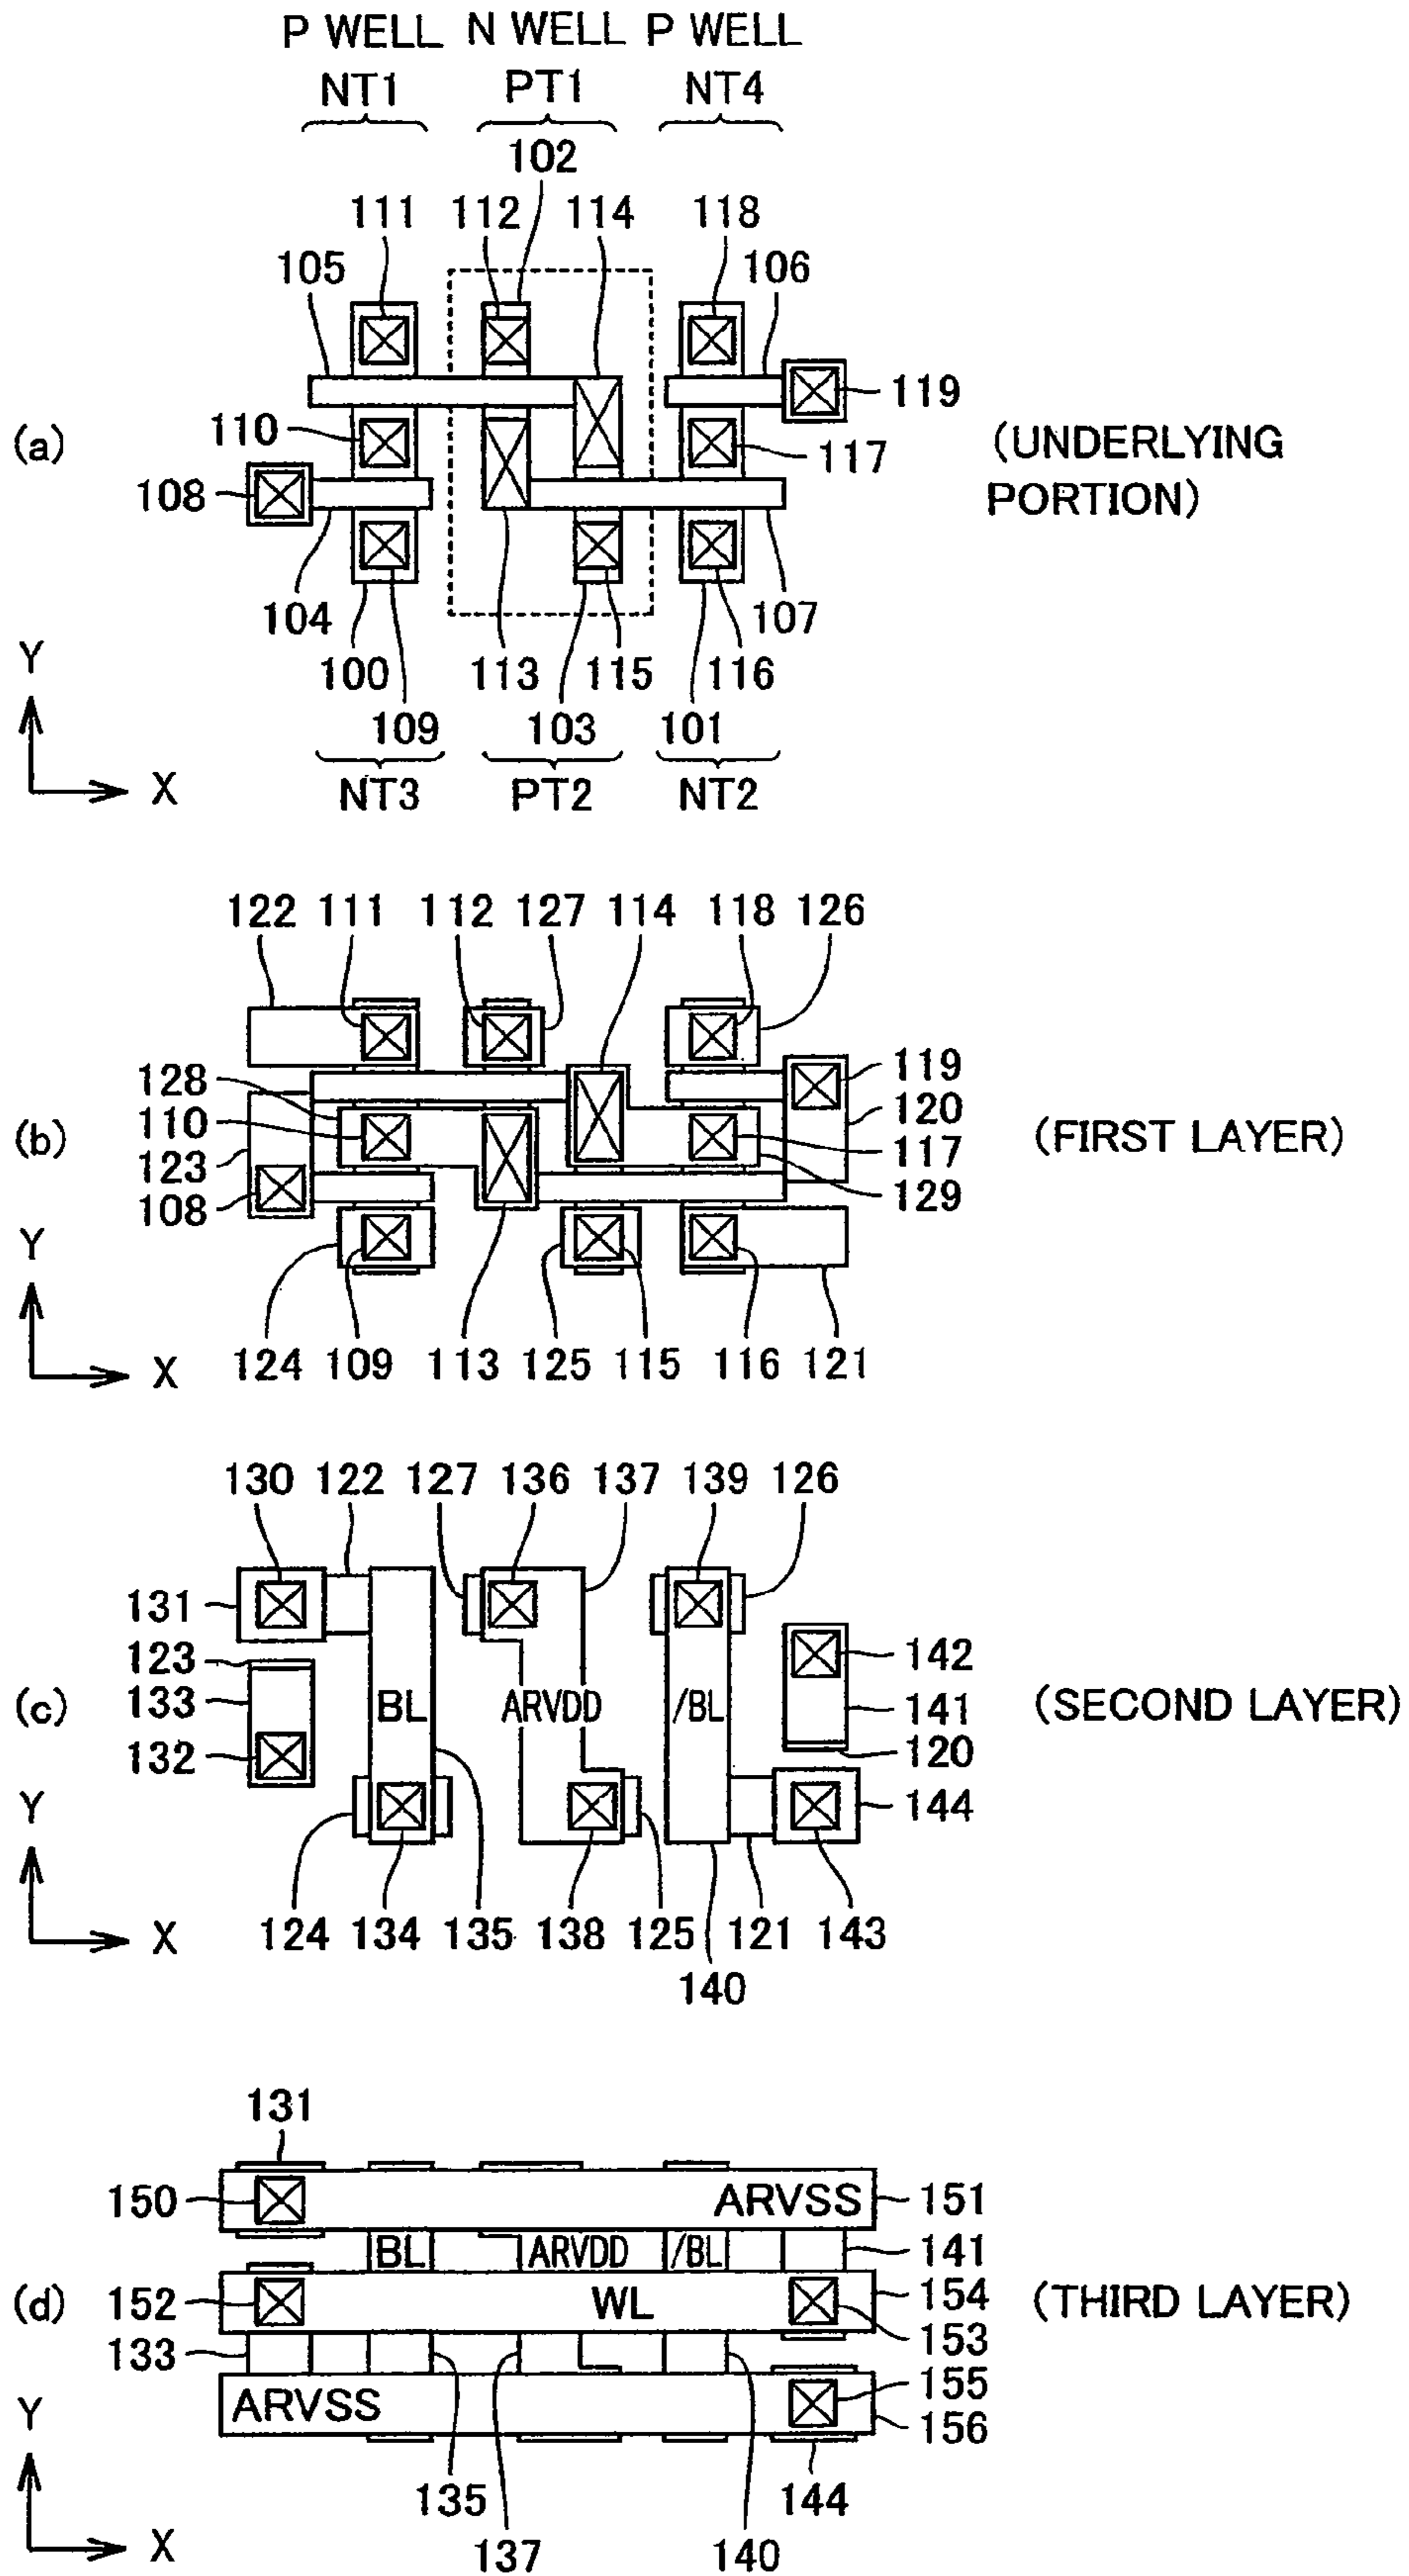 P WELL N WELL P WELL
NT1 PT1 NT4
102
111 112 114 118
105 106
119
(a) 110 117 (UNDERLYING
108 PORTION)
104 107
100 113 115 116
109 103 101
NT3 PT2 NT2
Y
X
122 111 112 127 114 118 126
128 119
110 120
(b) 123 117 (FIRST LAYER)
108 129
124 109 113 125 115 116 121
Y
X
130 122 127 136 137 139 126
131
123 142
(c) 133 BL ARVDD /BL 141 (SECOND LAYER)
132 120
144
124 134 135 138 125 121 143
140
Y
X
131
150 ARVSS 151
BL ARVDD /BL 141
(d) 152 WL 154 (THIRD LAYER)
133 153
ARVSS 155
156
135 144
137 140
Y
X